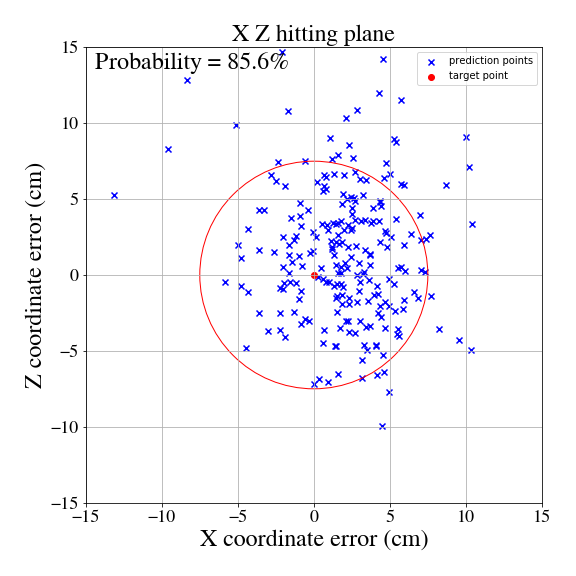 X Z hitting plane
Probability = 85.6%
prediction points
target point
Z coordinate error (cm)
15
10
5
0
−5
−10
−15
−15
−10
−5
0
5
10
15
X coordinate error (cm)